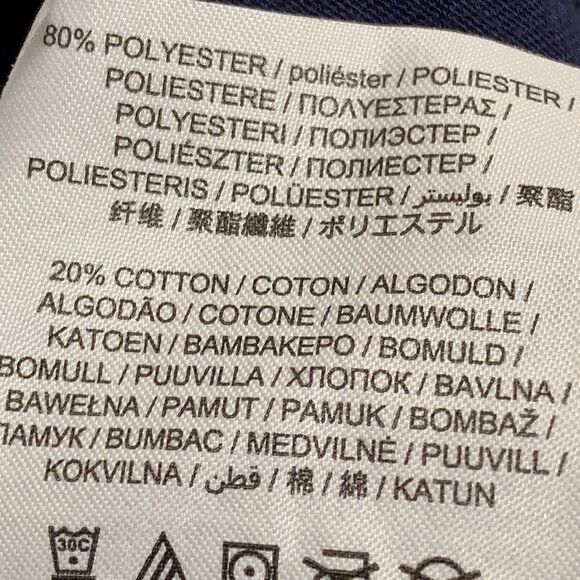 80% POLYESTER / poliéster / POLIESTER /
POLIESTERE / ΠΟΛΥΕΣΤΕΡΑΣ /
POLYESTERI / ПОЛИЭСТЕР /
POLIÉSZTER / ПОЛИЕСТЕР /
POLIESTERIS / POLÜESTER / بوليستر / 聚酯
纤维 / 聚酯纖維 / ポリエステル
20% COTTON / COTON / ALGODON /
ALGODÃO / COTONE / BAUMWOLLE /
KATOEN / BAMBAKEPO / BOMULD /
BOMULL / PUUVILLA / ХЛОПОК / BAVLNA /
BAWEŁNA / PAMUT / PAMUK / BOMBAŽ /
ПАМУК / BUMBAC / MEDVILNĖ / PUUVILL /
KOKVILNA / قطن / 棉 / 綿 / KATUN
30C